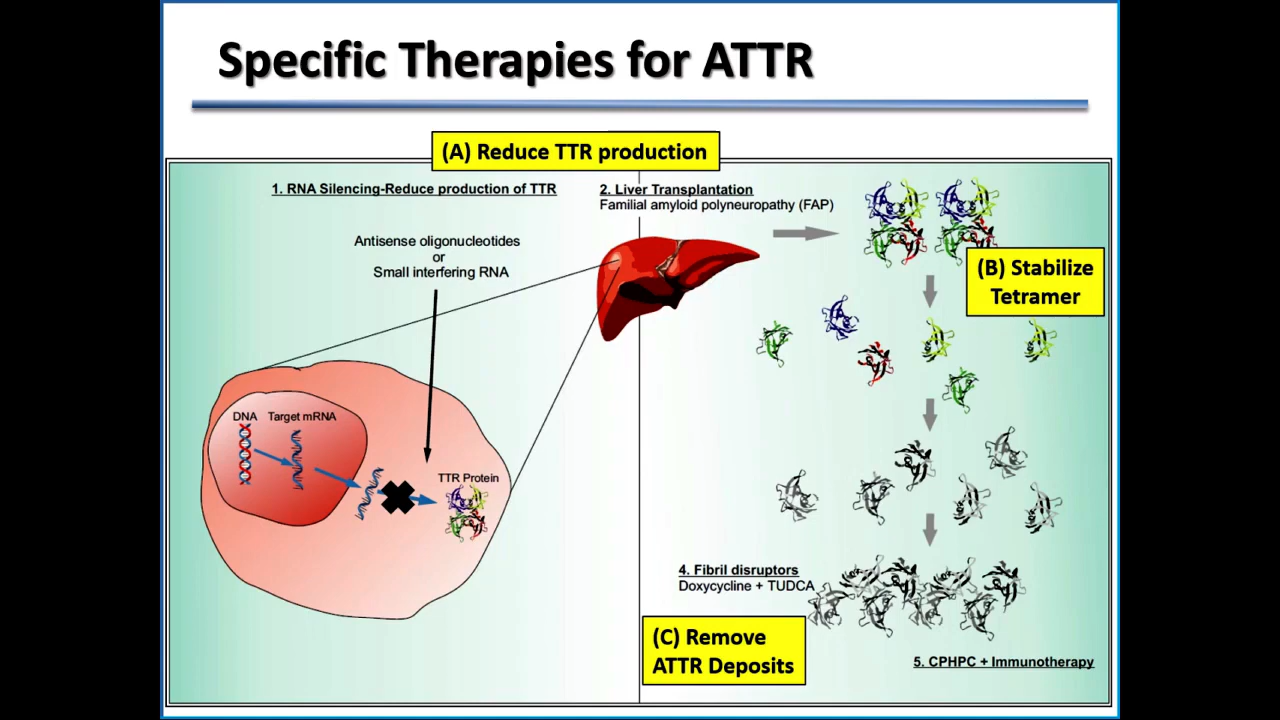 Specific Therapies for ATTR
(A) Reduce TTR production
1. RNA Silencing-Reduce production of TTR
2. Liver Transplantation
Familial amyloid polyneuropathy (FAP)
Antisense oligonucleotides
or
Small interfering RNA
(B) Stabilize
Tetramer
DNA
Target mRNA
TTR Protein
4. Fibril disruptors
Doxycycline + TUDCA
(C) Remove
ATTR Deposits
5. CPHPC + Immunotherapy